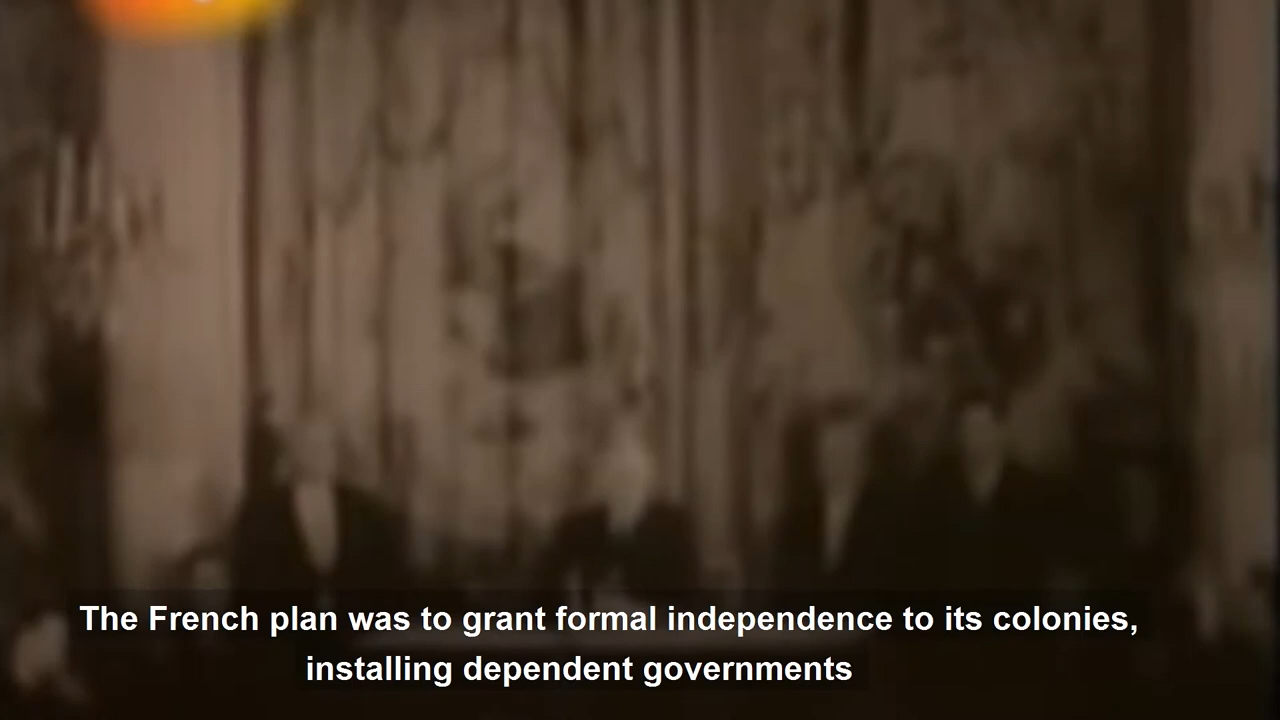 The French plan was to grant formal independence to its colonies,
installing dependent governments